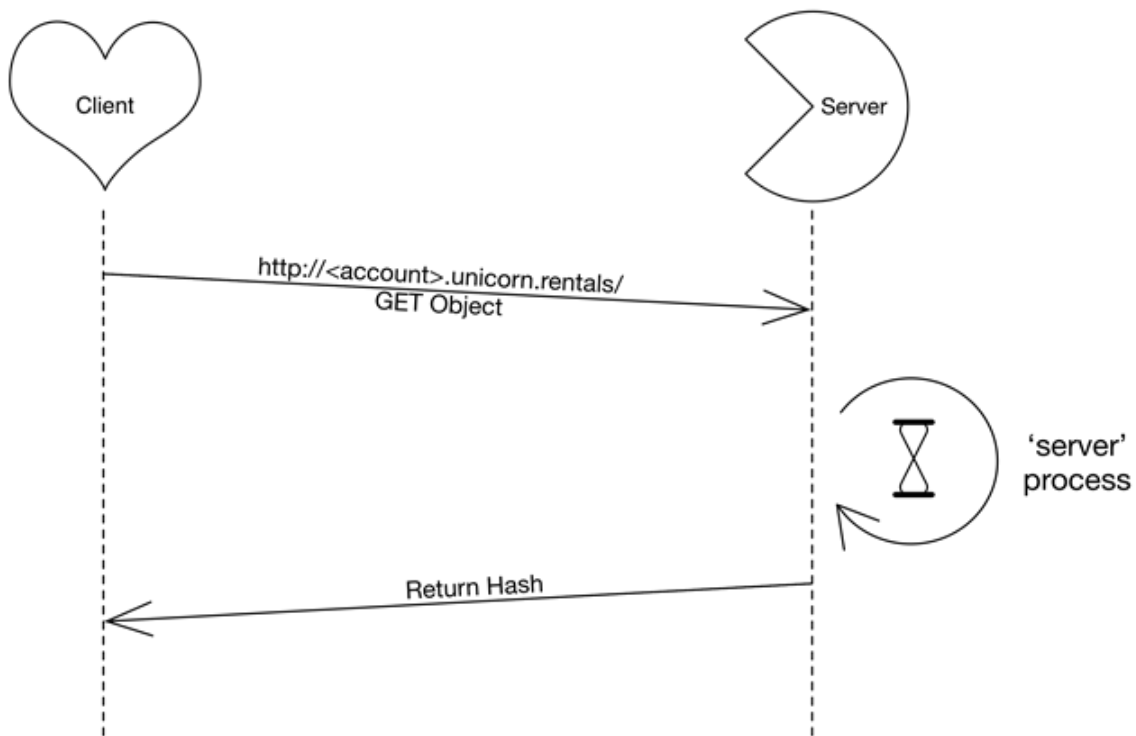 Client
Server
http://<account>.unicorn.rentals/
GET Object
‘server’
process
Return Hash